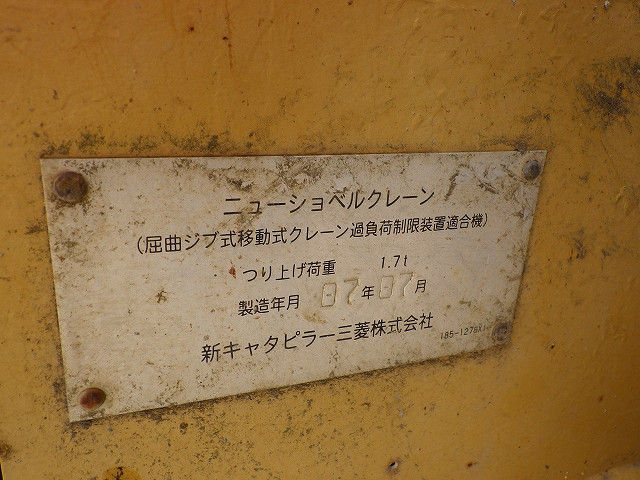 ニューショベルクレーン
(屈曲ジブ式移動式クレーン過負荷制限装置適合機)
つり上げ荷重 1.7t
製造年月 07年07月
新キャタピラー三菱株式会社